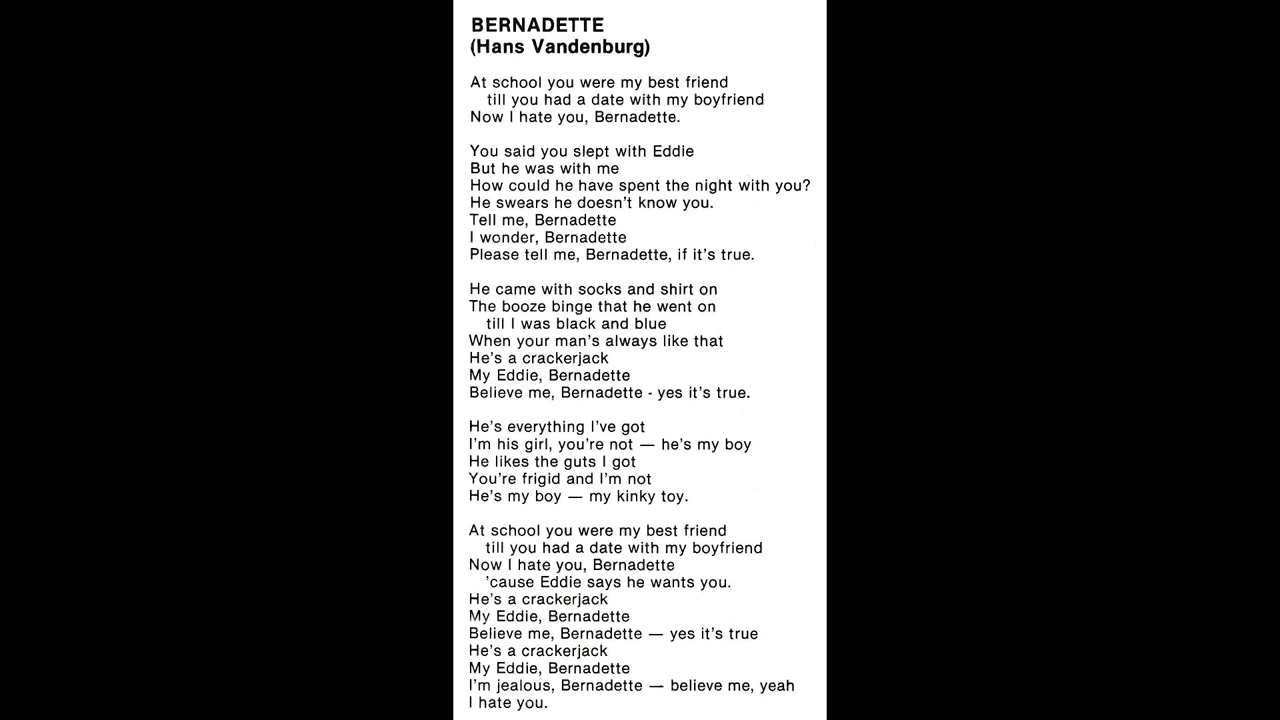 BERNADETTE
(Hans Vandenburg)
At school you were my best friend
till you had a date with my boyfriend
Now I hate you, Bernadette.
You said you slept with Eddie
But he was with me
How could he have spent the night with you?
He swears he doesn't know you.
Tell me, Bernadette
I wonder, Bernadette
Please tell me, Bernadette, if it's true.
He came with socks and shirt on
The booze binge that he went on
till I was black and blue
When your man's always like that
He's a crackerjack
My Eddie, Bernadette
Believe me, Bernadette - yes it's true.
He's everything I've got
I'm his girl, you're not — he's my boy
He likes the guts I got
You're frigid and I'm not
He's my boy — my kinky toy.
At school you were my best friend
till you had a date with my boyfriend
Now I hate you, Bernadette
'cause Eddie says he wants you.
He's a crackerjack
My Eddie, Bernadette
Believe me, Bernadette — yes it's true
He's a crackerjack
My Eddie, Bernadette
I'm jealous, Bernadette — believe me, yeah
I hate you.